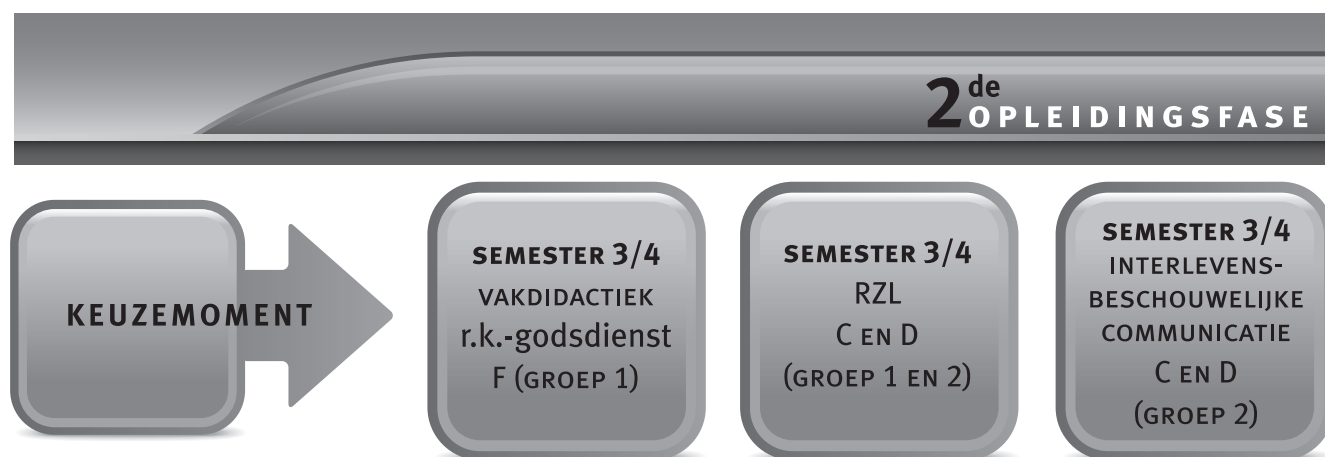 2de OPLEIDINGSFASE
KEUZEMOMENT
SEMESTER 3/4
VAKDIDACTIEK
r.k.-godsdienst
F (GROEP 1)
SEMESTER 3/4
RZL
C EN D
(GROEP 1 EN 2)
SEMESTER 3/4
INTERLEVENS-
BESCHOUWELIJKE
COMMUNICATIE
C EN D
(GROEP 2)